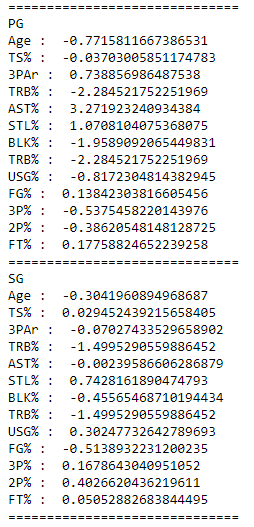 ==============================
PG
Age :  -0.7715811667386531
TS% :  -0.03703005851174783
3PAr :  0.738856986487538
TRB% :  -2.284521752251969
AST% :  3.271923240934384
STL% :  1.0708104075368075
BLK% :  -1.9589092065449831
TRB% :  -2.284521752251969
USG% :  -0.8172304814382945
FG% :  0.13842303816605456
3P% :  -0.5375458220143976
2P% :  -0.38620548148128725
FT% :  0.17758824652239258
==============================
SG
Age :  -0.3041960894968687
TS% :  0.029452439215658405
3PAr :  -0.07027433529658902
TRB% :  -1.4995290559886452
AST% :  -0.00239586606286879
STL% :  0.7428161890474793
BLK% :  -0.45565468710194434
TRB% :  -1.4995290559886452
USG% :  0.30247732642789693
FG% :  -0.5138932231200235
3P% :  0.1678643040951052
2P% :  0.4026620436219611
FT% :  0.05052882683844495
==============================